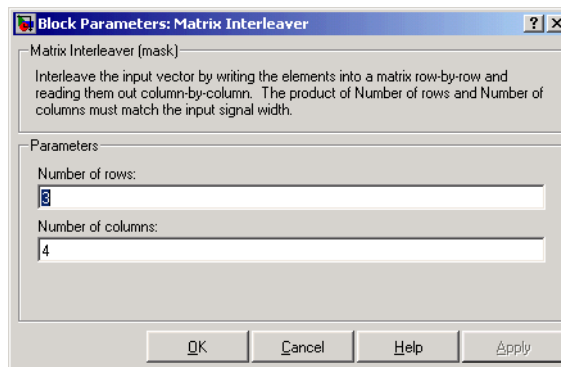 Block Parameters: Matrix Interleaver
Matrix Interleaver (mask)
Interleave the input vector by writing the elements into a matrix row-by-row and
reading them out column-by-column. The product of Number of rows and Number of
columns must match the input signal width.
Parameters
Number of rows:
3
Number of columns:
4
OK Cancel Help Apply